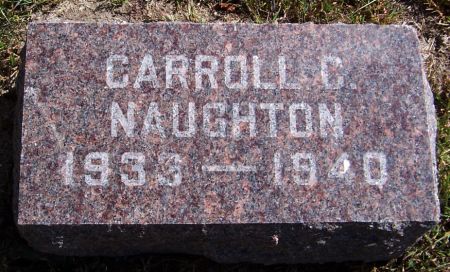 CARROLL C.
NAUGHTON
1933 — 1940